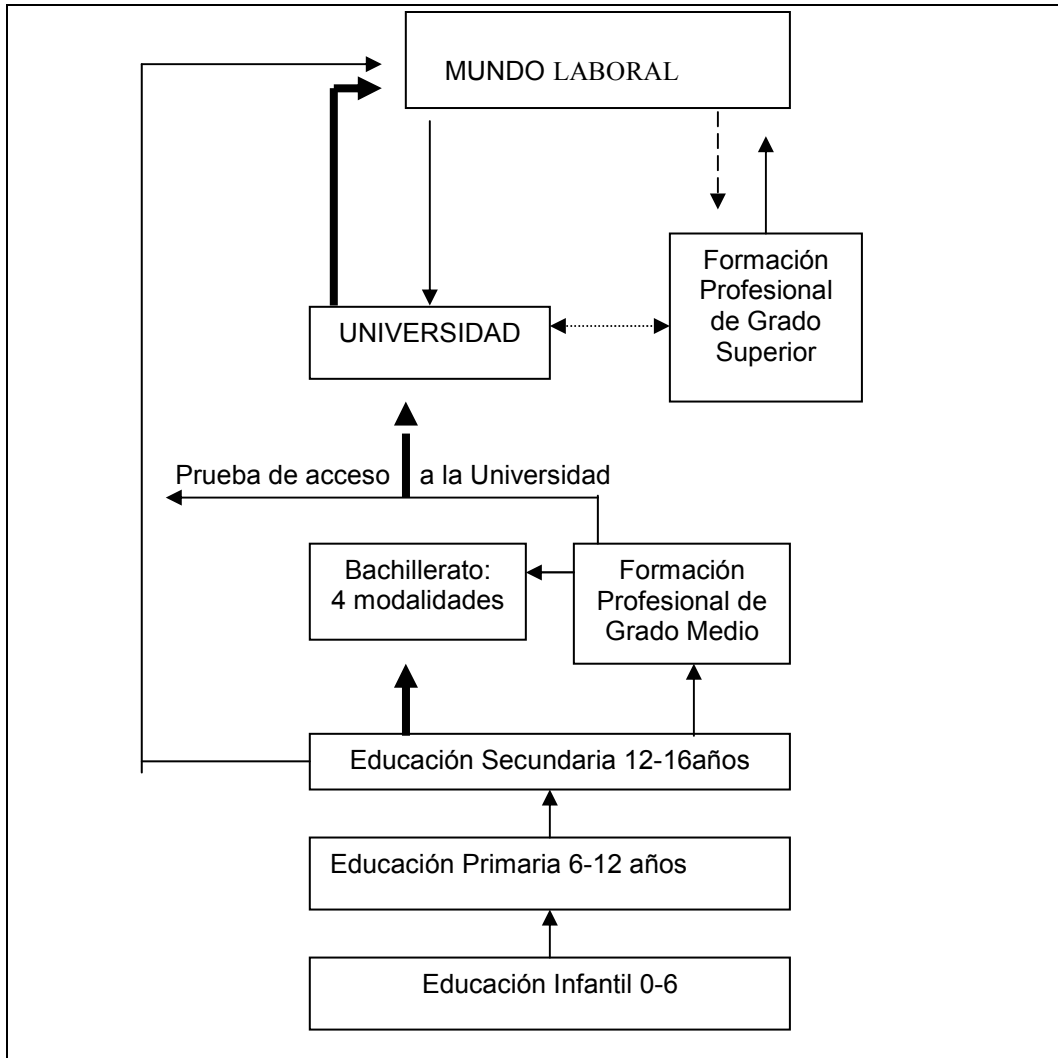 MUNDO LABORAL
Formación
Profesional
de Grado
Superior
UNIVERSIDAD
Prueba de acceso a la Universidad
Bachillerato:
4 modalidades
Formación
Profesional de
Grado Medio
Educación Secundaria 12-16años
Educación Primaria 6-12 años
Educación Infantil 0-6